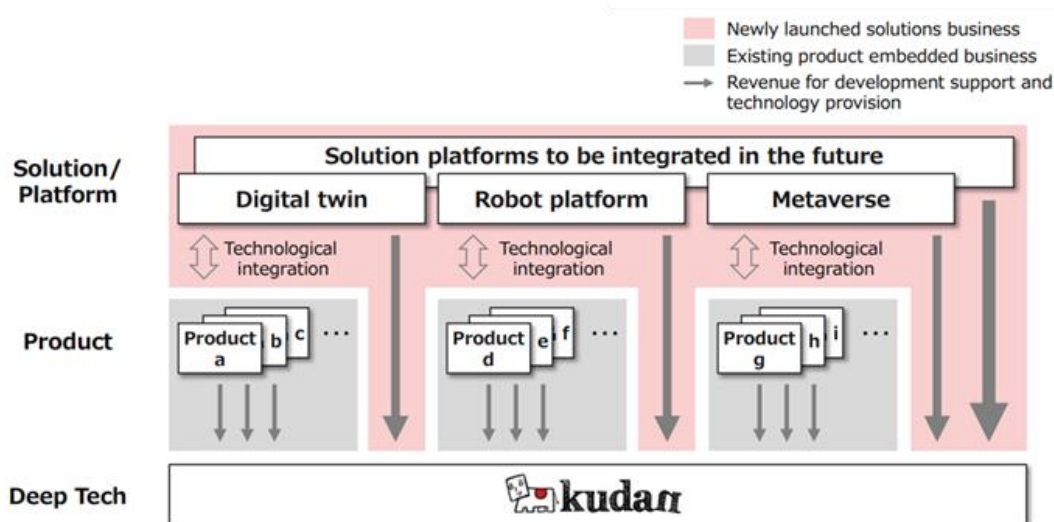 Newly launched solutions business
Existing product embedded business
Revenue for development support and
technology provision
Solution/
Platform
Solution platforms to be integrated in the future
Digital twin
Robot platform
Metaverse
Technological
integration
Technological
integration
Technological
integration
Product
Product
a
b
c
...
Product
d
e
f
...
Product
g
h
i
...
Deep Tech
kudan